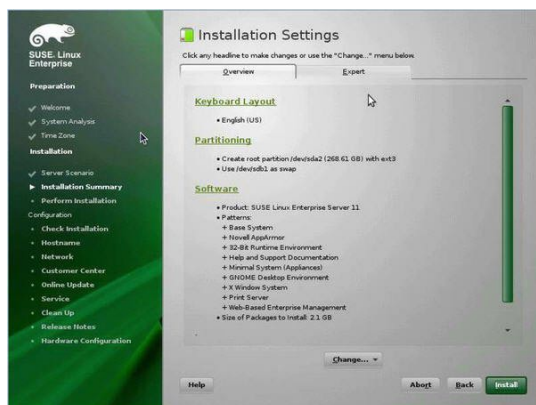 SUSE. Linux
Enterprise
Preparation
Welcome
System Analysis
Time Zone
Installation
Server Scenario
Installation Summary
Perform Installation
Configuration
Check Installation
Hostname
Network
Customer Center
Online Update
Service
Clean Up
Release Notes
Hardware Configuration
Installation Settings
Click any headline to make changes or use the "Change..." menu below.
Overview
Expert
Keyboard Layout
• English (US)
Partitioning
• Create root partition /dev/sda2 (268.61 GB) with ext3
• Use /dev/sdb1 as swap
Software
• Product: SUSE Linux Enterprise Server 11
• Patterns:
+ Base System
+ Novell AppArmor
+ 32-Bit Runtime Environment
+ Help and Support Documentation
+ Minimal System (Appliances)
+ GNOME Desktop Environment
+ X Window System
+ Print Server
+ Web-Based Enterprise Management
• Size of Packages to Install: 2.1 GB
Change...
Help
Abort
Back
Install